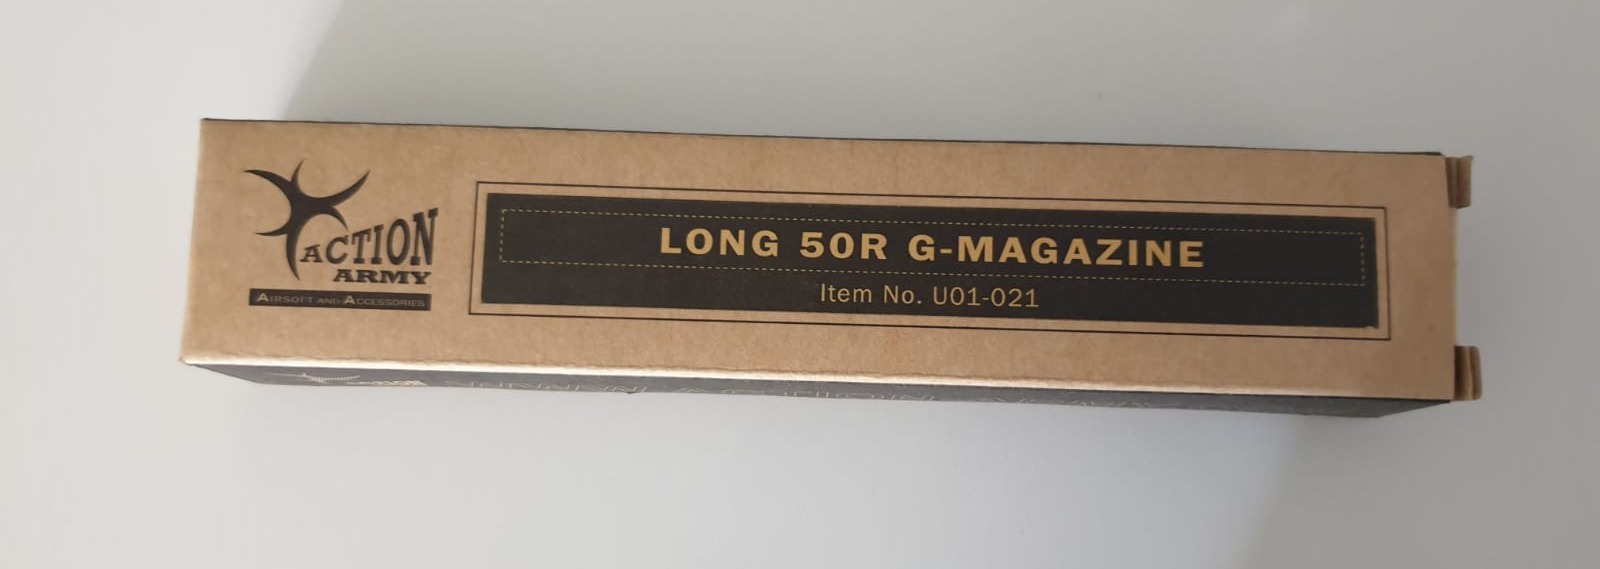 ACTION
ARMY
AIRSOFT AND ACCESSORIES
LONG 50R G-MAGAZINE
Item No. U01-021